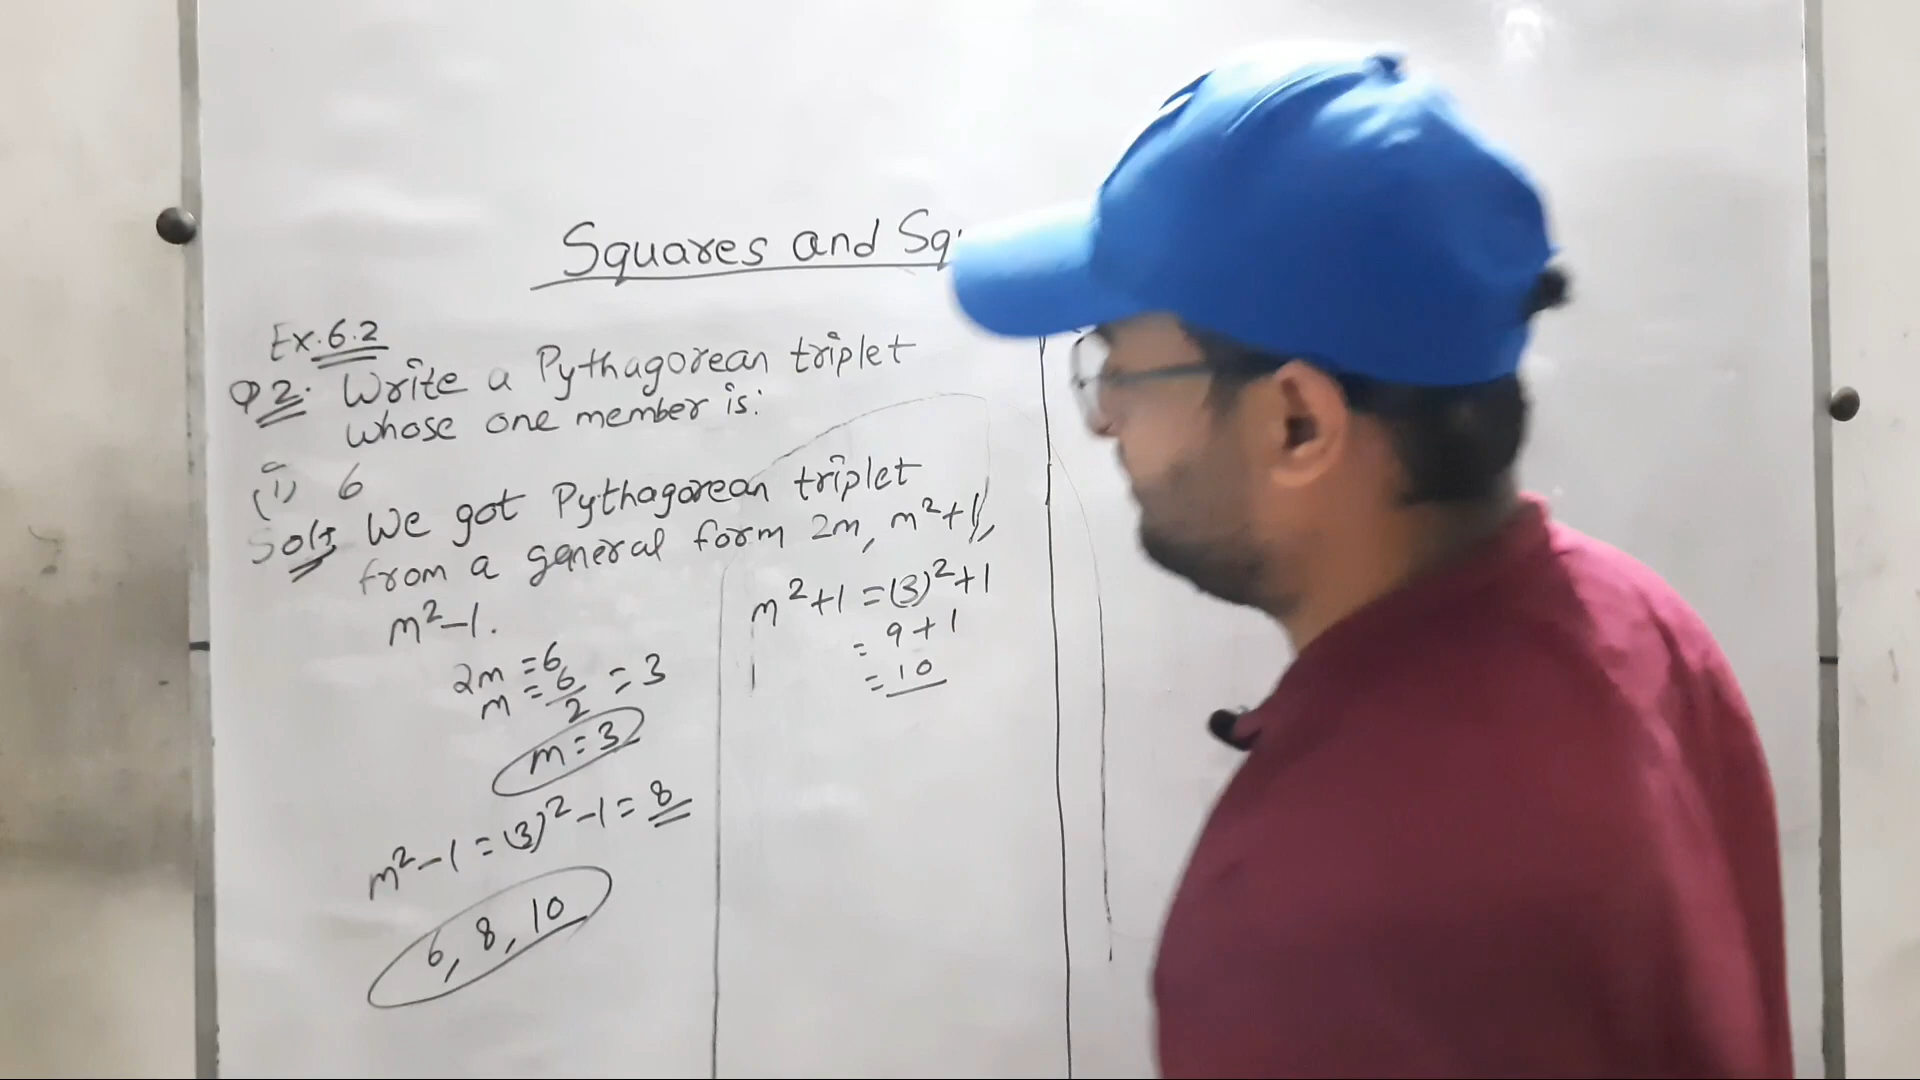 Squares and Sq
Ex. 6.2
Q2. Write a Pythagorean triplet
whose one member is:
(i) 6
Sol: We got Pythagorean triplet
from a general form 2m, m²+1,
m²-1.
2m = 6
m = 6/2 = 3
m = 3
m²-1 = (3)²-1 = 8
6, 8, 10
m²+1 = (3)²+1
= 9+1
= 10